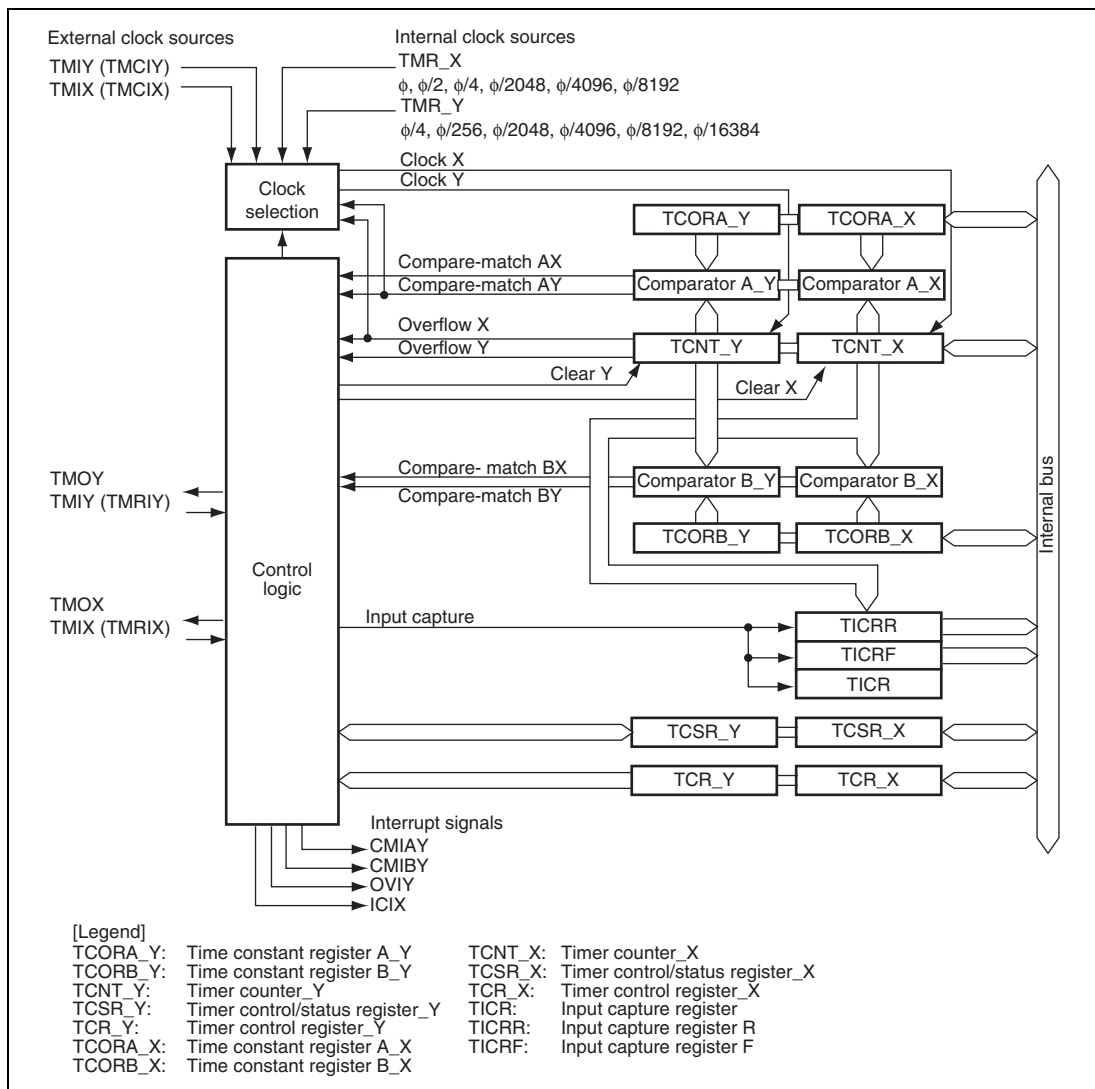 External clock sources
Internal clock sources
TMIY (TMCIY)
TMIX (TMCIX)
TMR_X
ϕ, ϕ/2, ϕ/4, ϕ/2048, ϕ/4096, ϕ/8192
TMR_Y
ϕ/4, ϕ/256, ϕ/2048, ϕ/4096, ϕ/8192, ϕ/16384
Clock X
Clock Y
Clock
selection
TCORA_Y
TCORA_X
Compare-match AX
Compare-match AY
Comparator A_Y
Comparator A_X
Overflow X
Overflow Y
TCNT_Y
TCNT_X
Clear Y
Clear X
Compare- match BX
Compare-match BY
Comparator B_Y
Comparator B_X
TCORB_Y
TCORB_X
TMOY
TMIY (TMRIY)
Control
logic
TMOX
TMIX (TMRIX)
Input capture
TICRR
TICRF
TICR
TCSR_Y
TCSR_X
TCR_Y
TCR_X
Internal bus
Interrupt signals
CMIAY
CMIBY
OVIY
ICIX
[Legend]
TCORA_Y: Time constant register A_Y
TCORB_Y: Time constant register B_Y
TCNT_Y: Timer counter_Y
TCSR_Y: Timer control/status register_Y
TCR_Y: Timer control register_Y
TCORA_X: Time constant register A_X
TCORB_X: Time constant register B_X
TCNT_X: Timer counter_X
TCSR_X: Timer control/status register_X
TCR_X: Timer control register_X
TICR: Input capture register
TICRR: Input capture register R
TICRF: Input capture register F